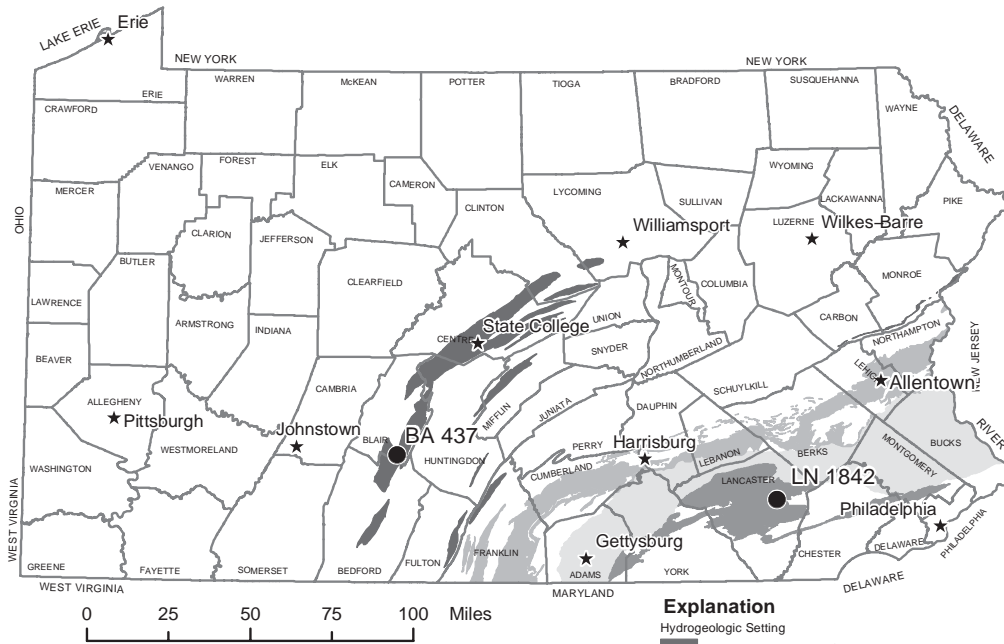 Erie
LAKE ERIE
NEW YORK
NEW YORK
WARREN
McKEAN
POTTER
TIOGA
BRADFORD
SUSQUEHANNA
ERIE
CRAWFORD
WAYNE
DELAWARE
VENANGO
FOREST
ELK
WYOMING
MERCER
CAMERON
LYCOMING
SULLIVAN
LACKAWANNA
PIKE
CLINTON
OHIO
CLARION
JEFFERSON
Williamsport
LUZERNE
Wilkes-Barre
BUTLER
CLEARFIELD
MONTOUR
COLUMBIA
MONROE
LAWRENCE
ARMSTRONG
INDIANA
CENTRE
State College
UNION
CARBON
NORTHAMPTON
SNYDER
NORTHUMBERLAND
BEAVER
LEHIGH
NEW JERSEY
Allentown
CAMBRIA
SCHUYLKILL
ALLEGHENY
Pittsburgh
MIFFLIN
JUNIATA
DAUPHIN
Johnstown
BLAIR
BA 437
PERRY
Harrisburg
BUCKS
RIVER
WESTMORELAND
HUNTINGDON
LEBANON
BERKS
MONTGOMERY
WASHINGTON
CUMBERLAND
LANCASTER
LN 1842
Philadelphia
WEST VIRGINIA
Gettysburg
PHILADELPHIA
GREENE
FAYETTE
SOMERSET
BEDFORD
FULTON
FRANKLIN
ADAMS
YORK
CHESTER
DELAWARE
WEST VIRGINIA
MARYLAND
DELAWARE
0 25 50 75 100 Miles
Explanation
Hydrogeologic Setting